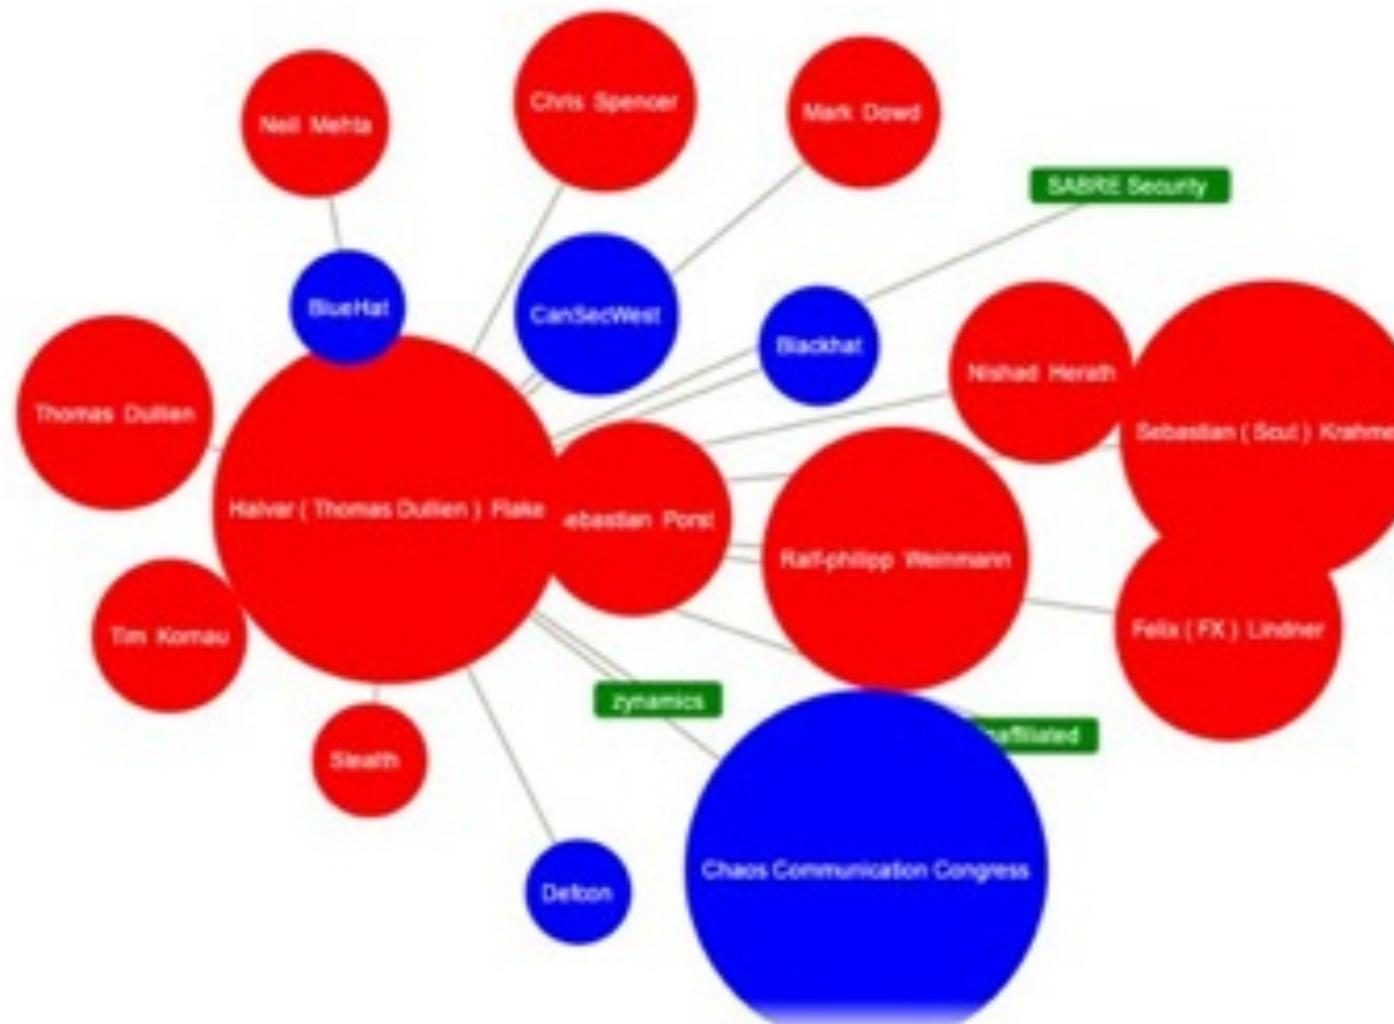 Chris Spencer
Mark Dowd
Neil Mehta
SABRE Security
BlueHat
CanSecWest
Blackhat
Nishad Herath
Thomas Dullien
Sebastian ( Scut ) Krahme
Halvar ( Thomas Dullien ) Flake
ebastian Porst
Ralf-philipp Weinmann
Tim Kornau
Felix ( FX ) Lindner
zynamics
naffiliated
Stealth
Chaos Communication Congress
Defcon